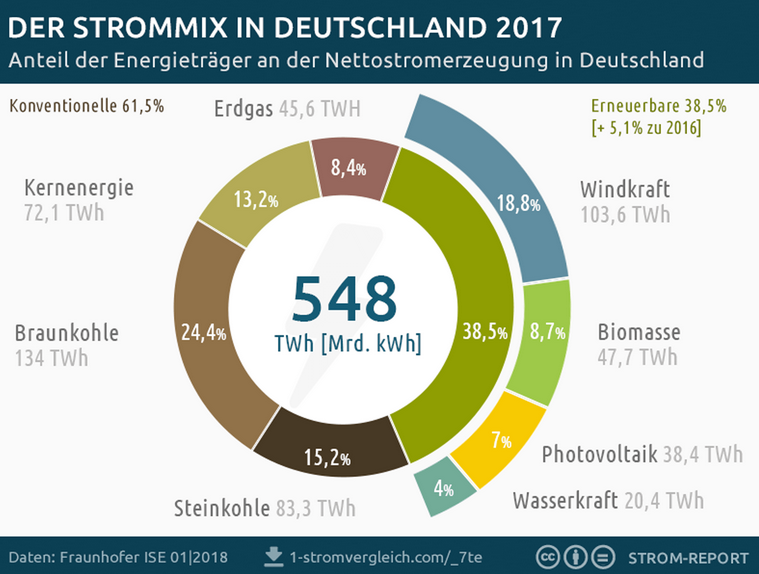 DER STROMMIX IN DEUTSCHLAND 2017
Anteil der Energieträger an der Nettostromerzeugung in Deutschland
Konventionelle 61,5%
Erdgas 45,6 TWH
Erneuerbare 38,5%
[+ 5,1% zu 2016]
Kernenergie
72,1 TWh
13,2%
8,4%
18,8%
Windkraft
103,6 TWh
Braunkohle
134 TWh
24,4%
548
TWh [Mrd. kWh]
38,5%
8,7%
Biomasse
47,7 TWh
15,2%
7%
4%
Photovoltaik 38,4 TWh
Steinkohle 83,3 TWh
Wasserkraft 20,4 TWh
Daten: Fraunhofer ISE 01|2018
1-stromvergleich.com/_7te
cc
STROM-REPORT